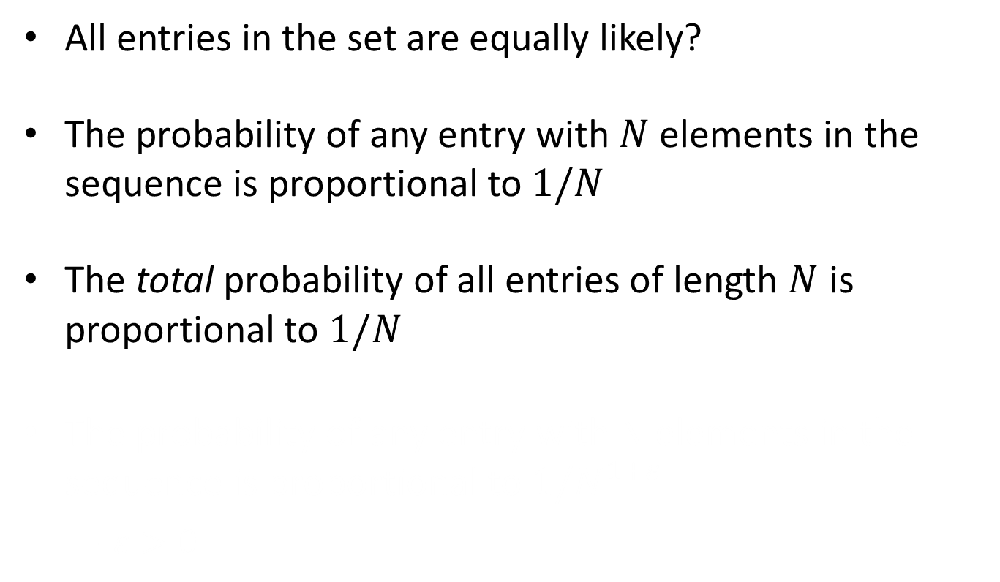 • All entries in the set are equally likely?
• The probability of any entry with N elements in the
sequence is proportional to 1/N
• The total probability of all entries of length N is
proportional to 1/N